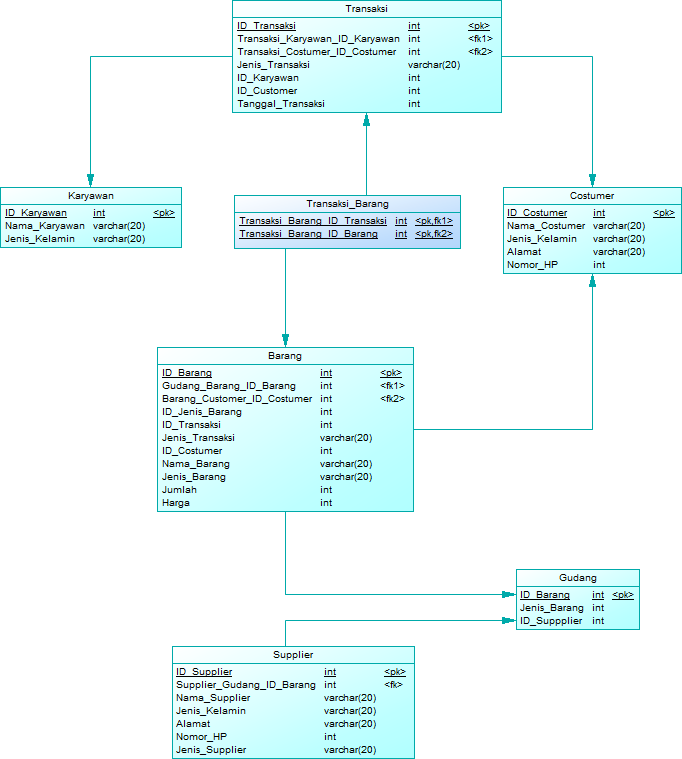 Transaksi
ID_Transaksi int <pk>
Transaksi_Karyawan_ID_Karyawan int <fk1>
Transaksi_Costumer_ID_Costumer int <fk2>
Jenis_Transaksi varchar(20)
ID_Karyawan int
ID_Customer int
Tanggal_Transaksi int
Karyawan
ID_Karyawan int <pk>
Nama_Karyawan varchar(20)
Jenis_Kelamin varchar(20)
Transaksi_Barang
Transaksi_Barang_ID_Transaksi int <pk,fk1>
Transaksi_Barang_ID_Barang int <pk,fk2>
Costumer
ID_Costumer int <pk>
Nama_Costumer varchar(20)
Jenis_Kelamin varchar(20)
Alamat varchar(20)
Nomor_HP int
Barang
ID_Barang int <pk>
Gudang_Barang_ID_Barang int <fk1>
Barang_Customer_ID_Costumer int <fk2>
ID_Jenis_Barang int
ID_Transaksi int
Jenis_Transaksi varchar(20)
ID_Costumer int
Nama_Barang varchar(20)
Jenis_Barang varchar(20)
Jumlah int
Harga int
Gudang
ID_Barang int <pk>
Jenis_Barang int
ID_Suppplier int
Supplier
ID_Supplier int <pk>
Supplier_Gudang_ID_Barang int <fk>
Nama_Supplier varchar(20)
Jenis_Kelamin varchar(20)
Alamat varchar(20)
Nomor_HP int
Jenis_Supplier varchar(20)